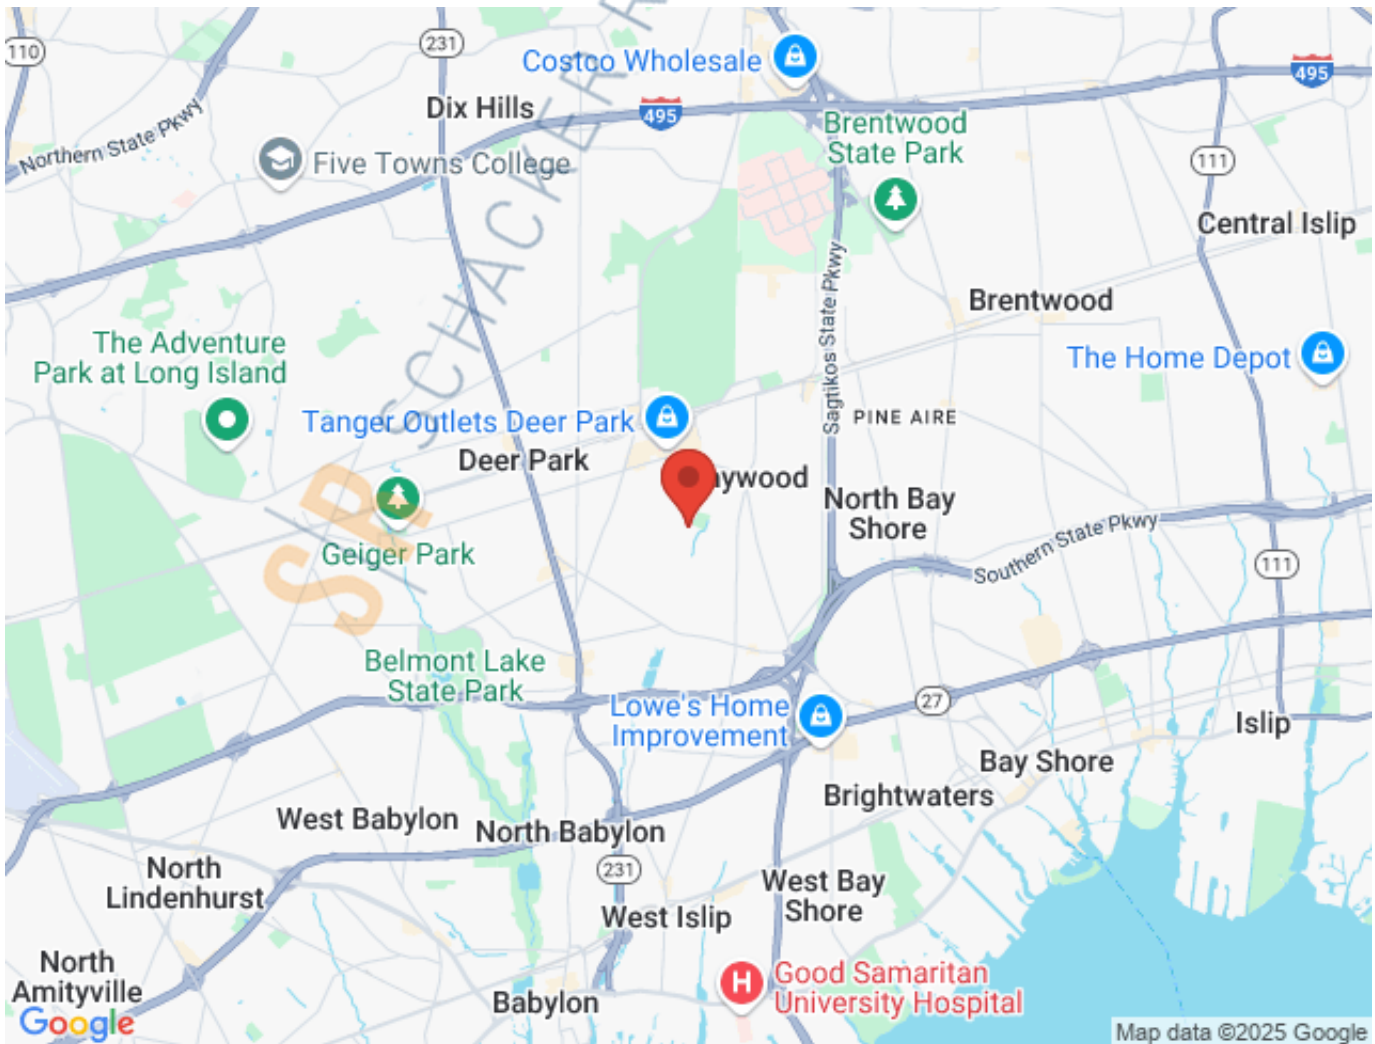 110
231
Costco Wholesale
495
495
Dix Hills
Brentwood
State Park
Northern State Pkwy
Five Towns College
111
Central Islip
SCHACKER R
Sagtikos State Pkwy
Brentwood
The Adventure
Park at Long Island
The Home Depot
Tanger Outlets Deer Park
PINE AIRE
Deer Park
aywood
North Bay
Shore
SR
Geiger Park
Southern State Pkwy
111
Belmont Lake
State Park
Lowe's Home
Improvement
27
Islip
Bay Shore
Brightwaters
West Babylon
North Babylon
North
Lindenhurst
231
West Bay
Shore
West Islip
North
Amityville
Good Samaritan
University Hospital
Babylon
Google
Map data ©2025 Google